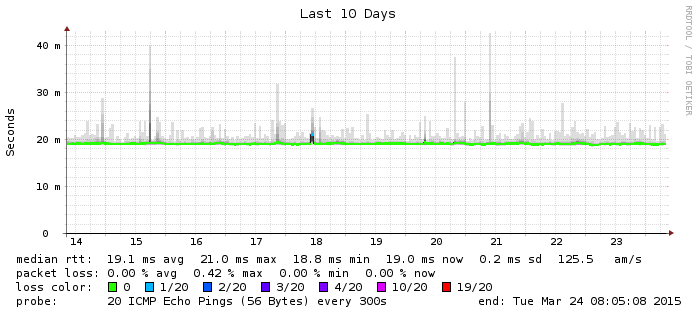 Last 10 Days
RRDTOOL / TOBI OETIKER
Seconds
40 m
30 m
20 m
10 m
0
14 15 16 17 18 19 20 21 22 23
median rtt: 19.1 ms avg 21.0 ms max 18.8 ms min 19.0 ms now 0.2 ms sd 125.5 am/s
packet loss: 0.00 % avg 0.42 % max 0.00 % min 0.00 % now
loss color: 0 1/20 2/20 3/20 4/20 10/20 19/20
probe: 20 ICMP Echo Pings (56 Bytes) every 300s end: Tue Mar 24 08:05:08 2015